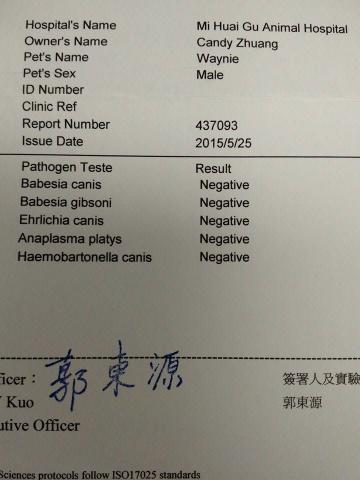 Hospital's Name Mi Huai Gu Animal Hospital
Owner's Name Candy Zhuang
Pet's Name Waynie
Pet's Sex Male
ID Number
Clinic Ref
Report Number 437093
Issue Date 2015/5/25
Pathogen Teste Result
Babesia canis Negative
Babesia gibsoni Negative
Ehrlichia canis Negative
Anaplasma platys Negative
Haemobartonella canis Negative
ficer： 郭東源 簽署人及實驗
Kuo 郭東源
utive Officer
Sciences protocols follow ISO17025 standards